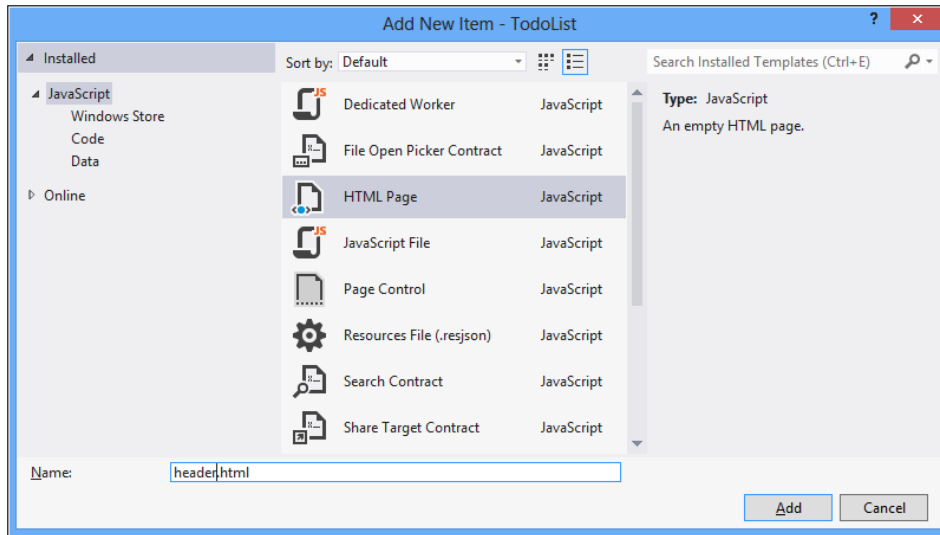 Add New Item - TodoList
?
Installed
Sort by: Default
Search Installed Templates (Ctrl+E)
JavaScript
Windows Store
Code
Data
Online
JS
Dedicated Worker JavaScript
File Open Picker Contract JavaScript
HTML Page JavaScript
JS
JavaScript File JavaScript
Page Control JavaScript
Resources File (.resjson) JavaScript
Search Contract JavaScript
Share Target Contract JavaScript
Type: JavaScript
An empty HTML page.
Name: header.html
Add Cancel